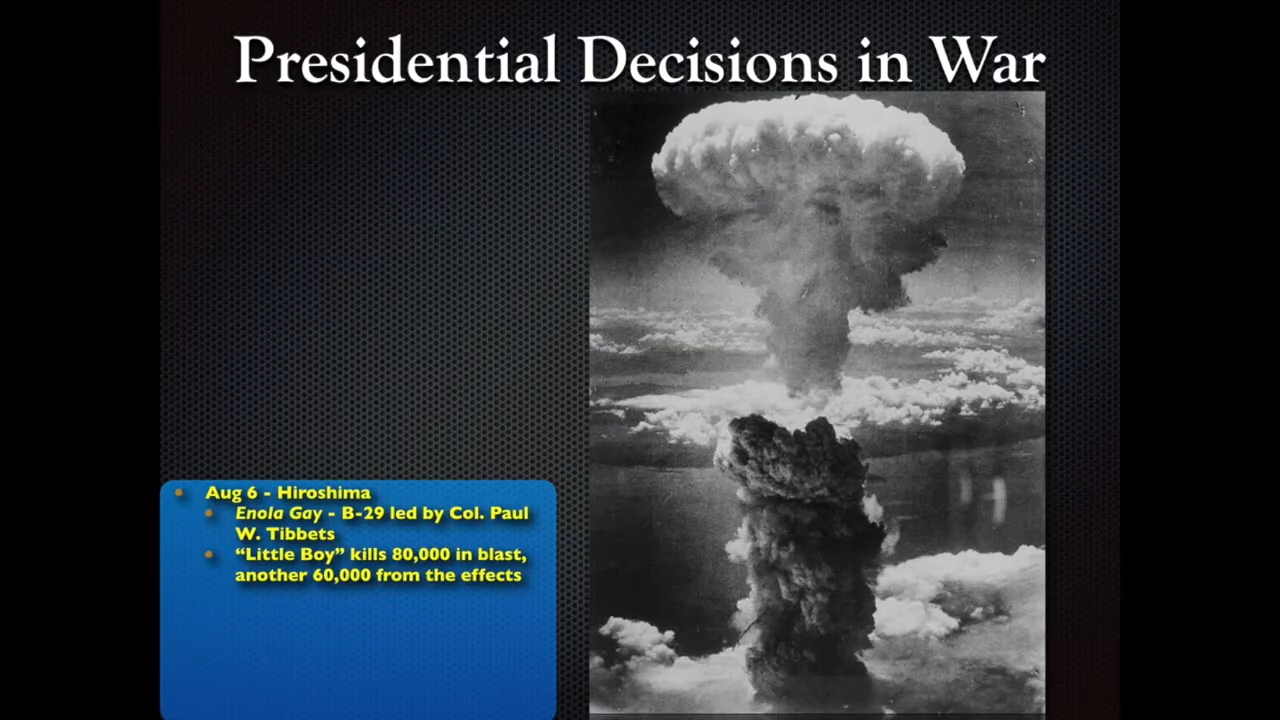 Presidential Decisions in War
Aug 6 - Hiroshima
Enola Gay - B-29 led by Col. Paul
W. Tibbets
“Little Boy” kills 80,000 in blast,
another 60,000 from the effects